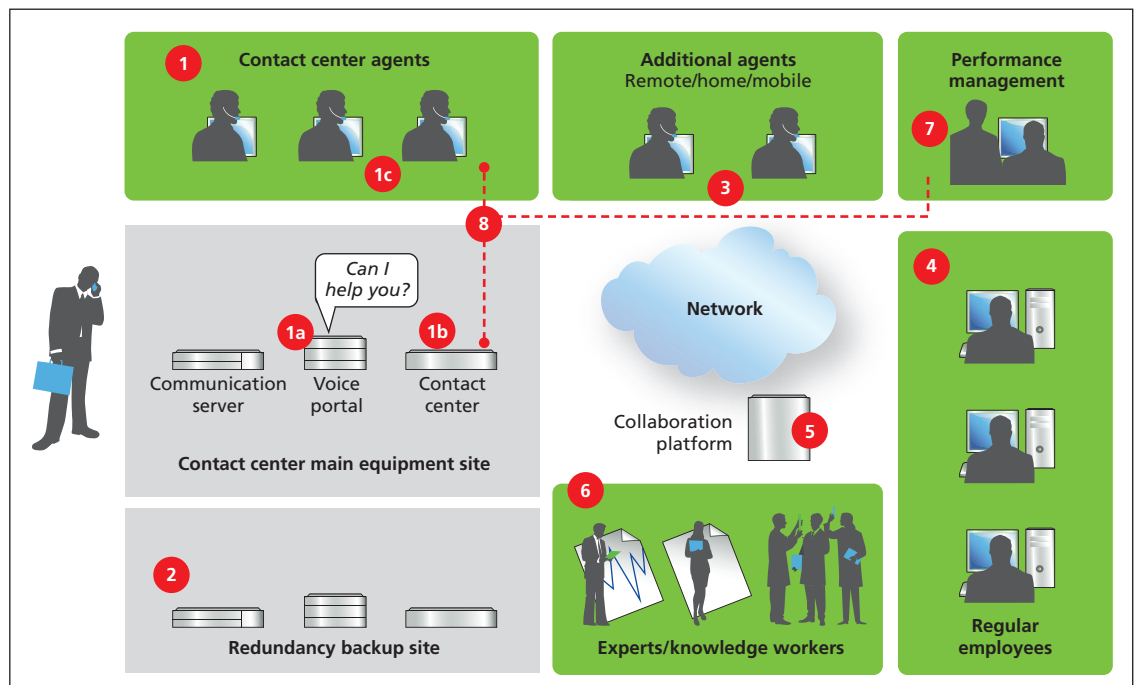 1
Contact center agents
1c
Additional agents
Remote/home/mobile
3
Performance
management
7
8
Can I
help you?
1a
1b
Communication
server
Voice
portal
Contact
center
Contact center main equipment site
Network
Collaboration
platform
5
4
Regular
employees
2
Redundancy backup site
6
Experts/knowledge workers